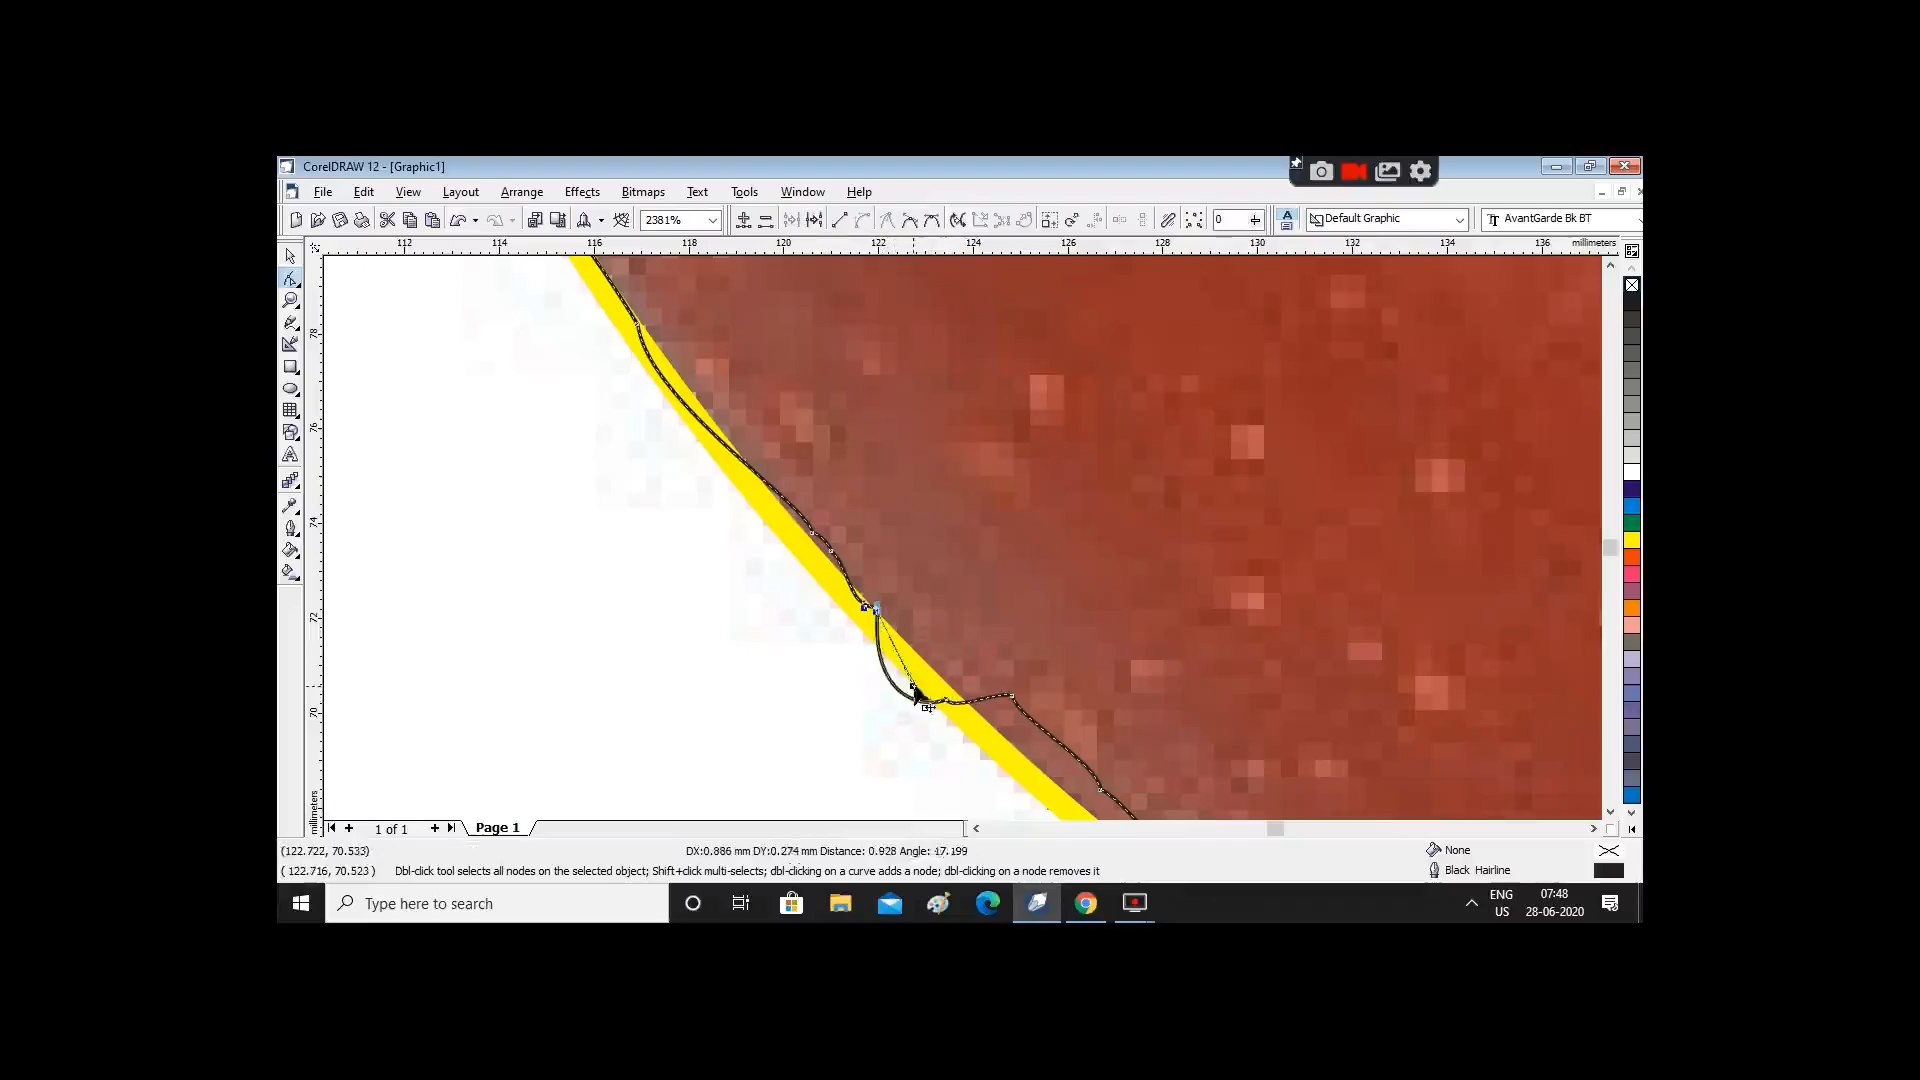 CorelDRAW 12 - [Graphic1]
File Edit View Layout Arrange Effects Bitmaps Text Tools Window Help
2381% 0 Default Graphic AvantGarde Bk BT
112 114 116 118 120 122 124 126 128 130 132 134 136 millimeters
78
76
74
72
70
millimeters
1 of 1 Page 1
(122.722, 70.533) DX:0.886 mm DY:0.274 mm Distance: 0.928 Angle: 17.199 None
( 122.716, 70.523 ) Dbl-click tool selects all nodes on the selected object; Shift+click multi-selects; dbl-clicking on a curve adds a node; dbl-clicking on a node removes it Black Hairline
Type here to search
ENG 07:48
US 28-06-2020